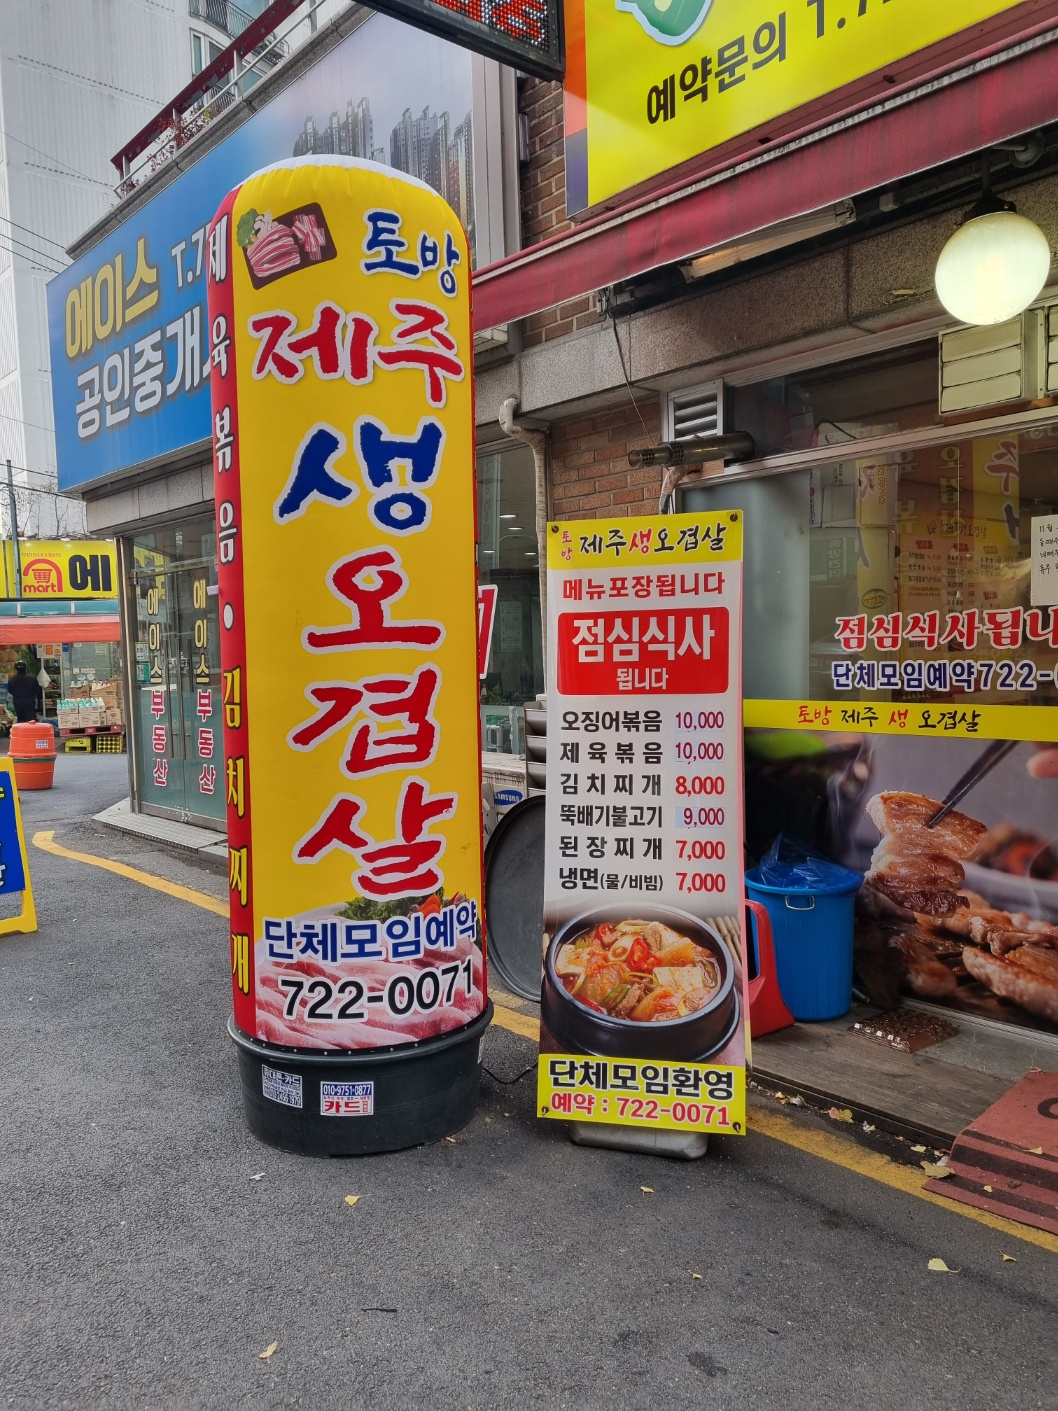 예약문의 T.7
에이스 T.7
공인중개
토방
제주
생
오
겹
살
단체모임예약
722-0071
제육볶음 • 김치찌개
010-9751-0877
카드
토방 제주생오겹살
메뉴포장됩니다
점심식사
됩니다
오징어볶음 10,000
제육볶음 10,000
김치찌개 8,000
뚝배기불고기 9,000
된장찌개 7,000
냉면(물/비빔) 7,000
단체모임환영
예약 : 722-0071
점심식사됩니
단체모임예약722-
토방 제주 생 오겹살
mart 에
에이스부동산
에이스부동산
SAMSUNG